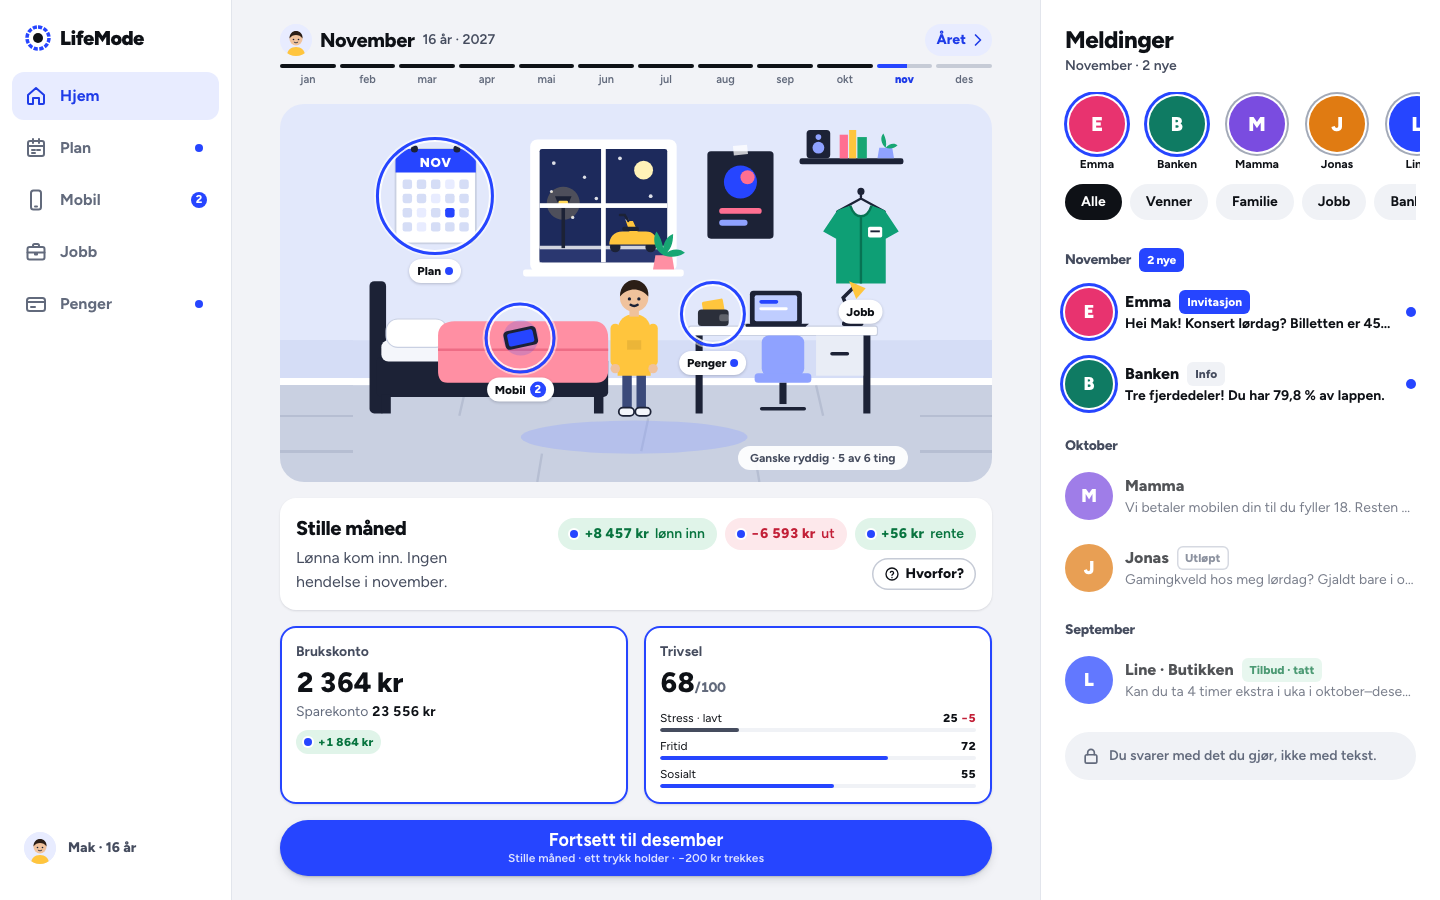 LifeMode
Hjem
Plan
Mobil 2
Jobb
Penger
Mak · 16 år
November 16 år · 2027
Året
jan feb mar apr mai jun jul aug sep okt nov des
NOV
Plan
Mobil 2
Penger
Jobb
Ganske ryddig · 5 av 6 ting
Stille måned
Lønna kom inn. Ingen
hendelse i november.
+8 457 kr lønn inn
−6 593 kr ut
+56 kr rente
Hvorfor?
Brukskonto
2 364 kr
Sparekonto 23 556 kr
+1 864 kr
Trivsel
68/100
Stress · lavt 25 −5
Fritid 72
Sosialt 55
Fortsett til desember
Stille måned · ett trykk holder · −200 kr trekkes
Meldinger
November · 2 nye
E B M J L
Emma Banken Mamma Jonas Lin
Alle Venner Familie Jobb Bank
November 2 nye
E
Emma Invitasjon
Hei Mak! Konsert lørdag? Billetten er 45...
B
Banken Info
Tre fjerdedeler! Du har 79,8 % av lappen.
Oktober
M
Mamma
Vi betaler mobilen din til du fyller 18. Resten ...
J
Jonas Utløpt
Gamingkveld hos meg lørdag? Gjaldt bare i o...
September
L
Line · Butikken Tilbud · tatt
Kan du ta 4 timer ekstra i uka i oktober–dese...
Du svarer med det du gjør, ikke med tekst.